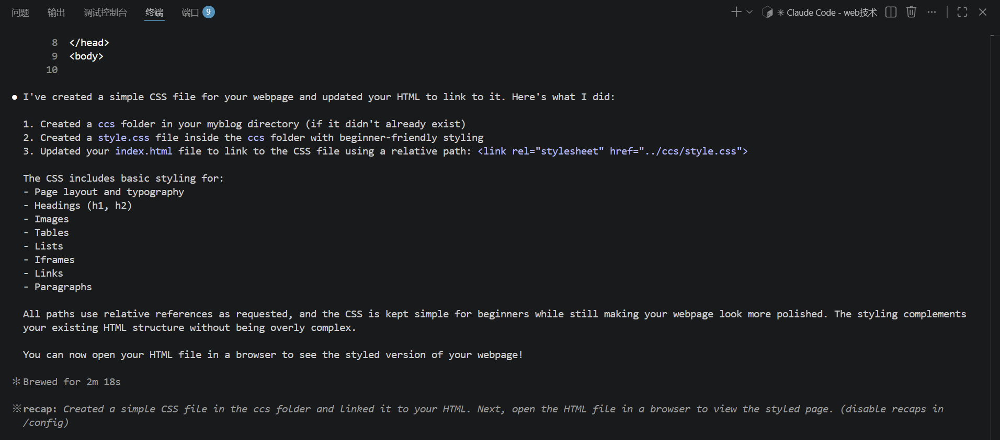 问题 输出 调试控制台 终端 端口 9 Claude Code - web技术
8 </head>
9 <body>
10
● I've created a simple CSS file for your webpage and updated your HTML to link to it. Here's what I did:
1. Created a ccs folder in your myblog directory (if it didn't already exist)
2. Created a style.css file inside the ccs folder with beginner-friendly styling
3. Updated your index.html file to link to the CSS file using a relative path: <link rel="stylesheet" href="../ccs/style.css">
The CSS includes basic styling for:
- Page layout and typography
- Headings (h1, h2)
- Images
- Tables
- Lists
- Iframes
- Links
- Paragraphs
All paths use relative references as requested, and the CSS is kept simple for beginners while still making your webpage look more polished. The styling complements
your existing HTML structure without being overly complex.
You can now open your HTML file in a browser to see the styled version of your webpage!
✻ Brewed for 2m 18s
※ recap: Created a simple CSS file in the ccs folder and linked it to your HTML. Next, open the HTML file in a browser to view the styled page. (disable recaps in
/config)